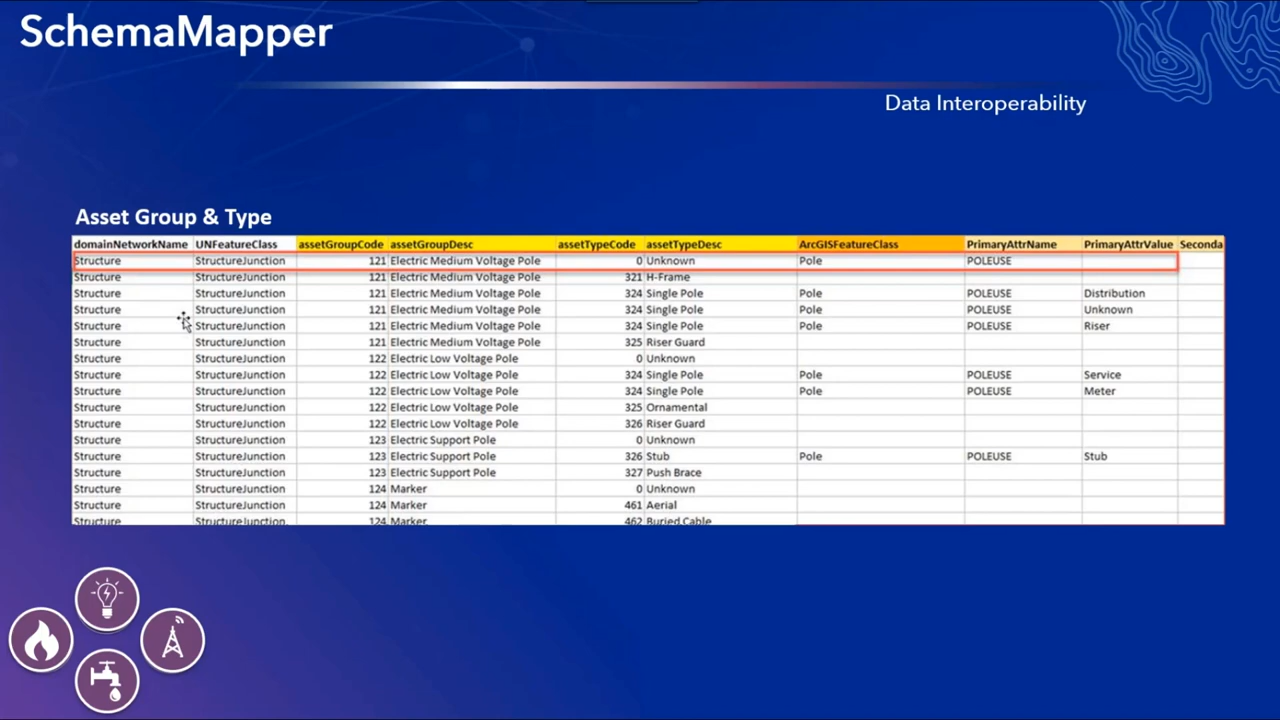 SchemaMapper
Data Interoperability
Asset Group & Type
domainNetworkName UNFeatureClass assetGroupCode assetGroupDesc assetTypeCode assetTypeDesc ArcGISFeatureClass PrimaryAttrName PrimaryAttrValue Seconda
Structure StructureJunction 121 Electric Medium Voltage Pole 0 Unknown Pole POLEUSE
Structure StructureJunction 121 Electric Medium Voltage Pole 321 H-Frame
Structure StructureJunction 121 Electric Medium Voltage Pole 324 Single Pole Pole POLEUSE Distribution
Structure StructureJunction 121 Electric Medium Voltage Pole 324 Single Pole Pole POLEUSE Unknown
Structure StructureJunction 121 Electric Medium Voltage Pole 324 Single Pole Pole POLEUSE Riser
Structure StructureJunction 121 Electric Medium Voltage Pole 325 Riser Guard
Structure StructureJunction 122 Electric Low Voltage Pole 0 Unknown
Structure StructureJunction 122 Electric Low Voltage Pole 324 Single Pole Pole POLEUSE Service
Structure StructureJunction 122 Electric Low Voltage Pole 324 Single Pole Pole POLEUSE Meter
Structure StructureJunction 122 Electric Low Voltage Pole 325 Ornamental
Structure StructureJunction 122 Electric Low Voltage Pole 326 Riser Guard
Structure StructureJunction 123 Electric Support Pole 0 Unknown
Structure StructureJunction 123 Electric Support Pole 326 Stub Pole POLEUSE Stub
Structure StructureJunction 123 Electric Support Pole 327 Push Brace
Structure StructureJunction 124 Marker 0 Unknown
Structure StructureJunction 124 Marker 461 Aerial
Structure StructureJunction 124 Marker 462 Buried Cable